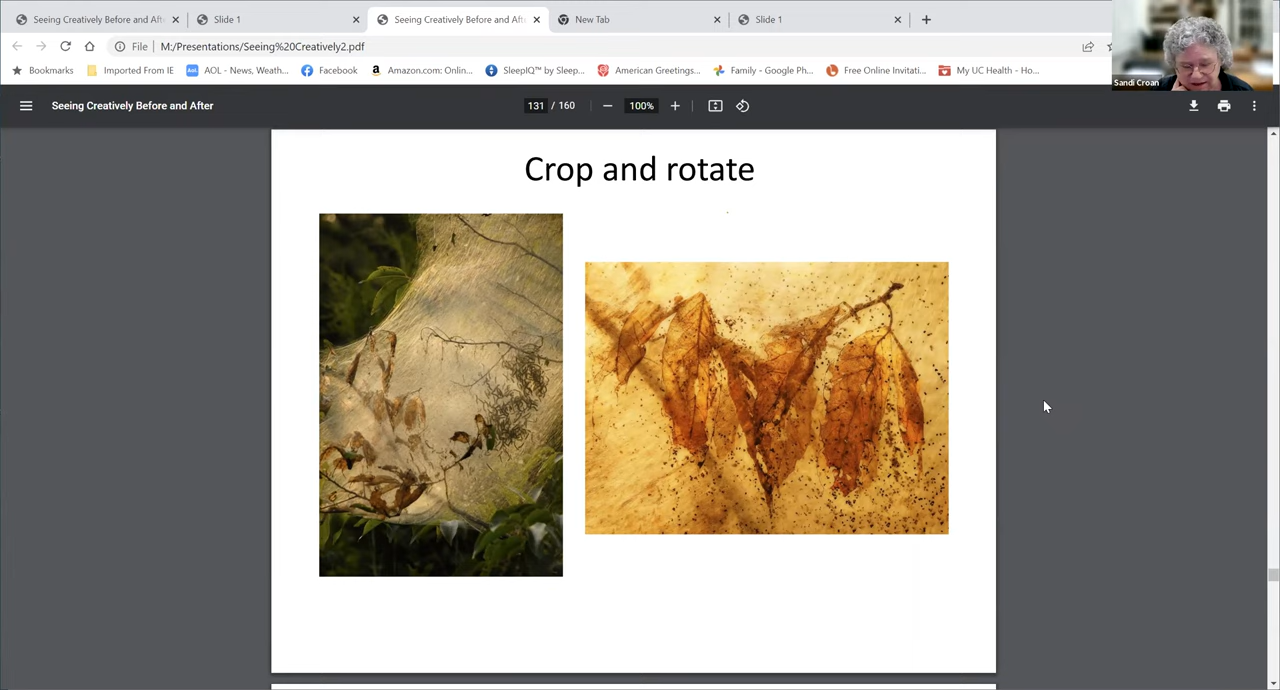 Seeing Creatively Before and Aft
Slide 1
Seeing Creatively Before and Aft
New Tab
Slide 1
File
M:/Presentations/Seeing%20Creatively2.pdf
Bookmarks
Imported From IE
AOL - News, Weath...
Facebook
Amazon.com: Onlin...
SleepIQ™ by Sleep...
American Greetings...
Family - Google Ph...
Free Online Invitati...
My UC Health - Ho...
Sandi Croan
Seeing Creatively Before and After
131 / 160
100%
Crop and rotate